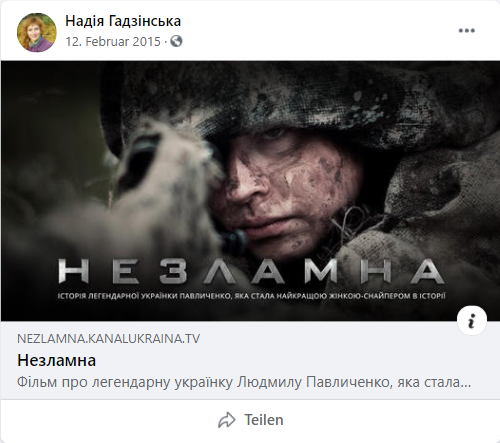 Надія Гадзінська
12. Februar 2015 ·
НЕЗЛАМНА
ІСТОРІЯ ЛЕГЕНДАРНОЇ УКРАЇНКИ ПАВЛИЧЕНКО, ЯКА СТАЛА НАЙКРАЩОЮ ЖІНКОЮ-СНАЙПЕРОМ В ІСТОРІЇ
NEZLAMNA.KANALUKRAINA.TV
Незламна
Фільм про легендарну українку Людмилу Павличенко, яка стала...
Teilen